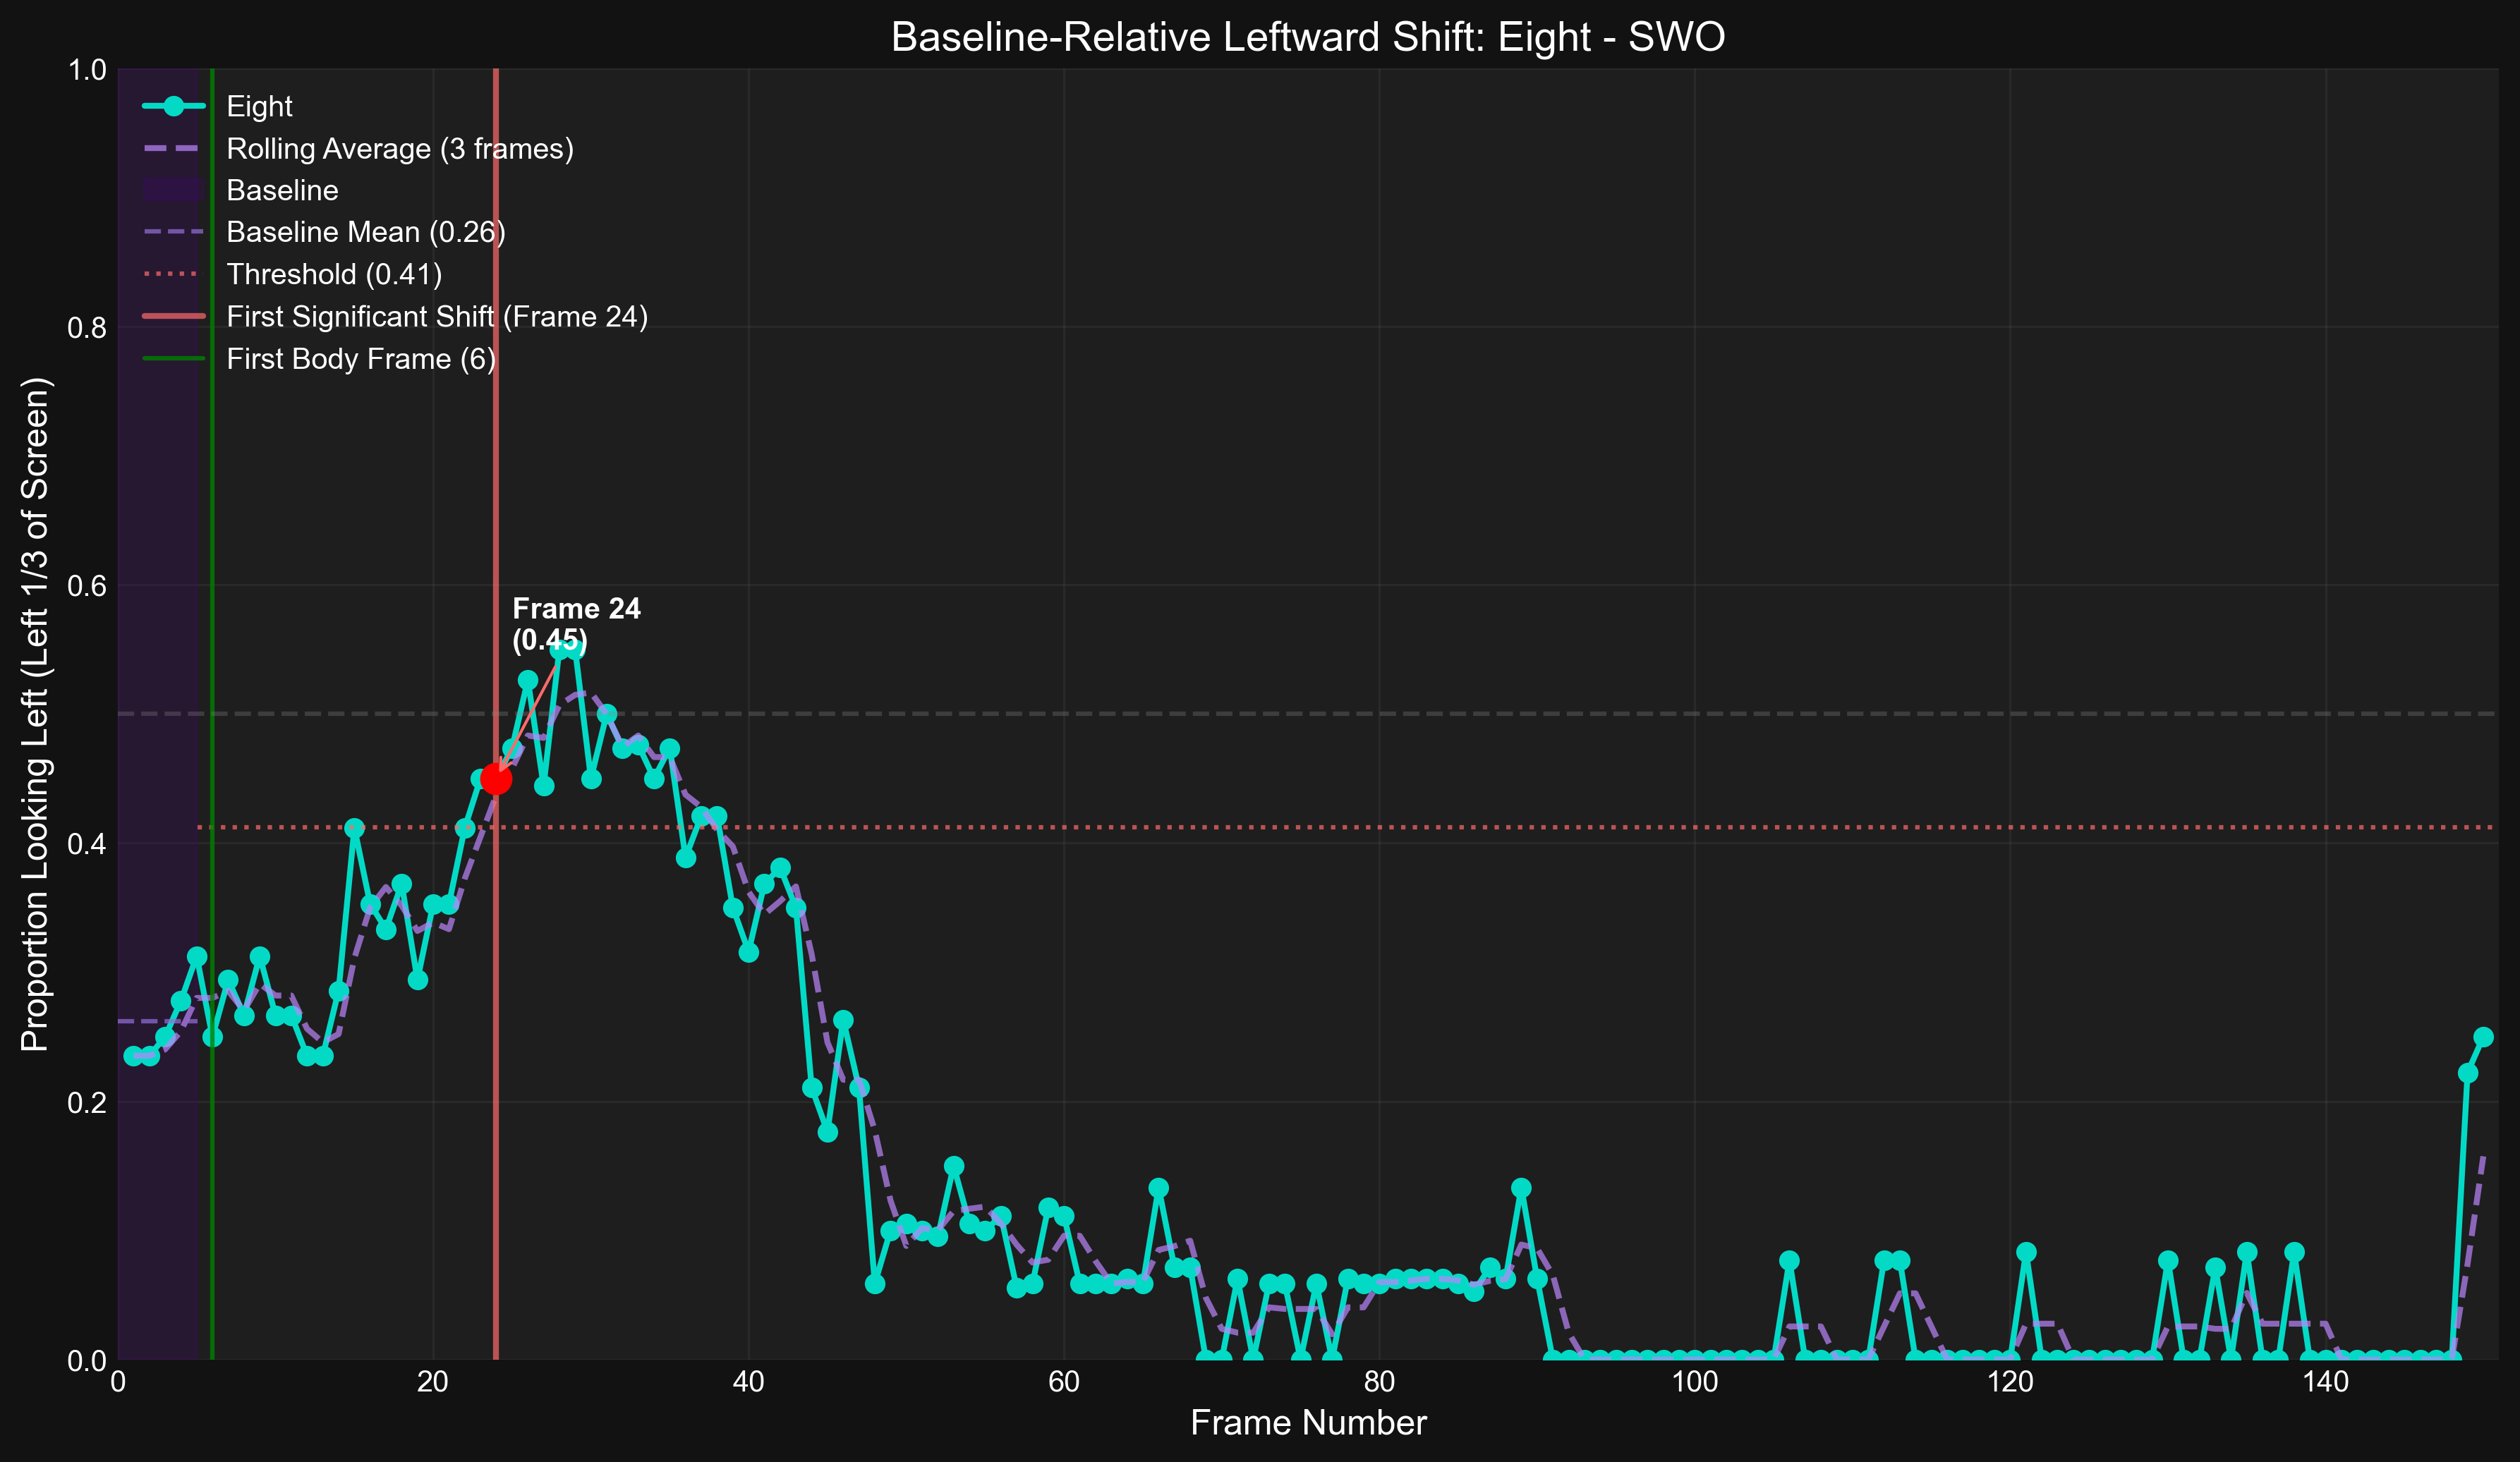 Baseline-Relative Leftward Shift: Eight - SWO
1.0
0.8
0.6
0.4
0.2
0.0
Proportion Looking Left (Left 1/3 of Screen)
Eight
Rolling Average (3 frames)
Baseline
Baseline Mean (0.26)
Threshold (0.41)
First Significant Shift (Frame 24)
First Body Frame (6)
Frame 24
(0.45)
0 20 40 60 80 100 120 140
Frame Number